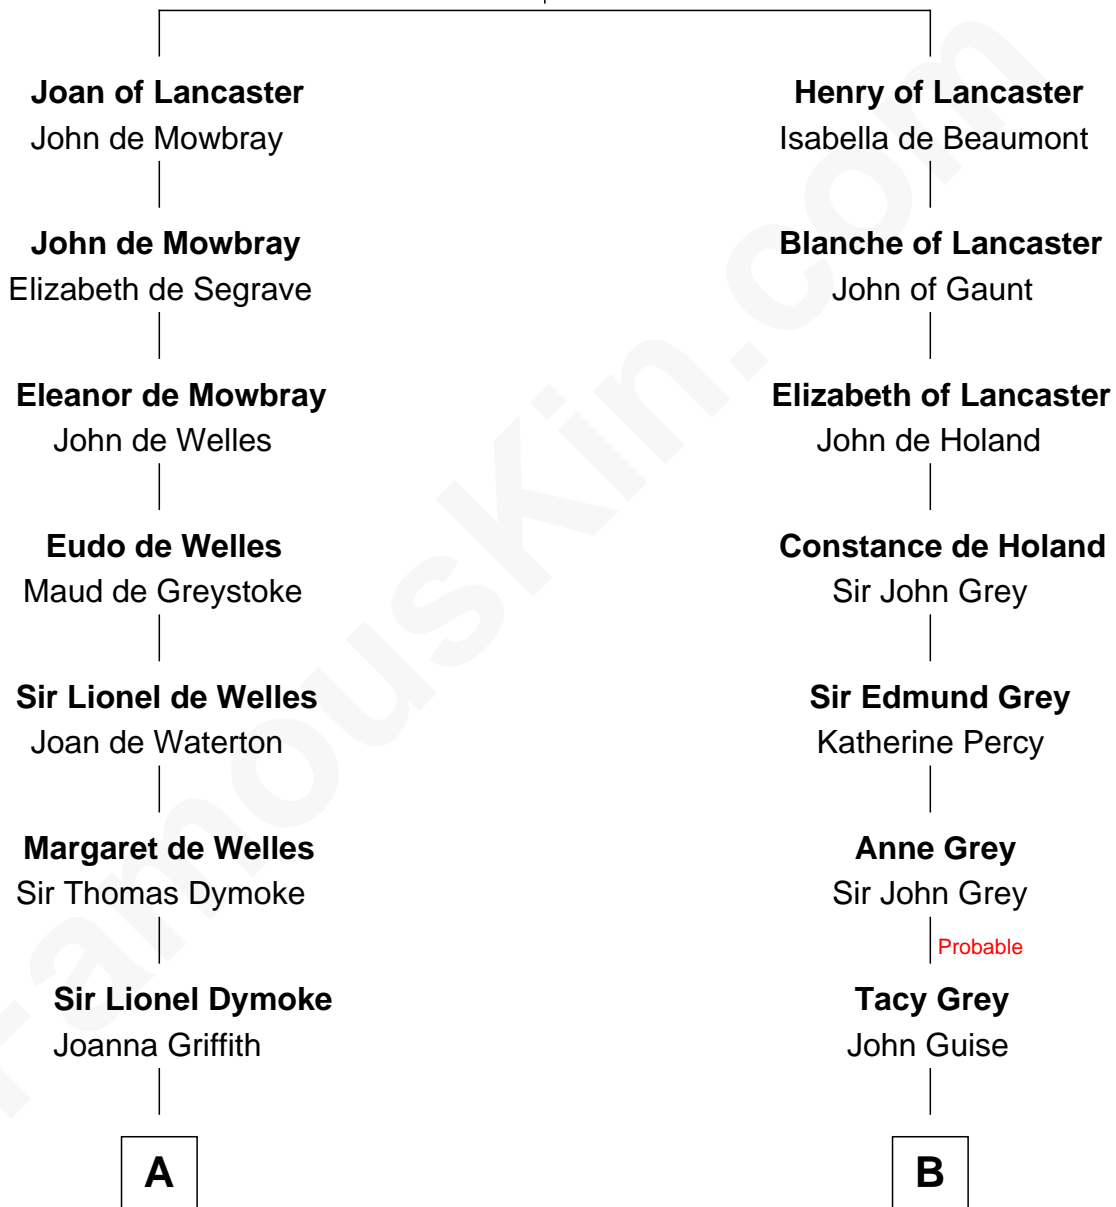 Joan of Lancaster
John de Mowbray
John de Mowbray
Elizabeth de Segrave
Eleanor de Mowbray
John de Welles
Eudo de Welles
Maud de Greystoke
Sir Lionel de Welles
Joan de Waterton
Margaret de Welles
Sir Thomas Dymoke
Sir Lionel Dymoke
Joanna Griffith
A
Henry of Lancaster
Isabella de Beaumont
Blanche of Lancaster
John of Gaunt
Elizabeth of Lancaster
John de Holand
Constance de Holand
Sir John Grey
Sir Edmund Grey
Katherine Percy
Anne Grey
Sir John Grey
Probable
Tacy Grey
John Guise
B
FamousKin.com